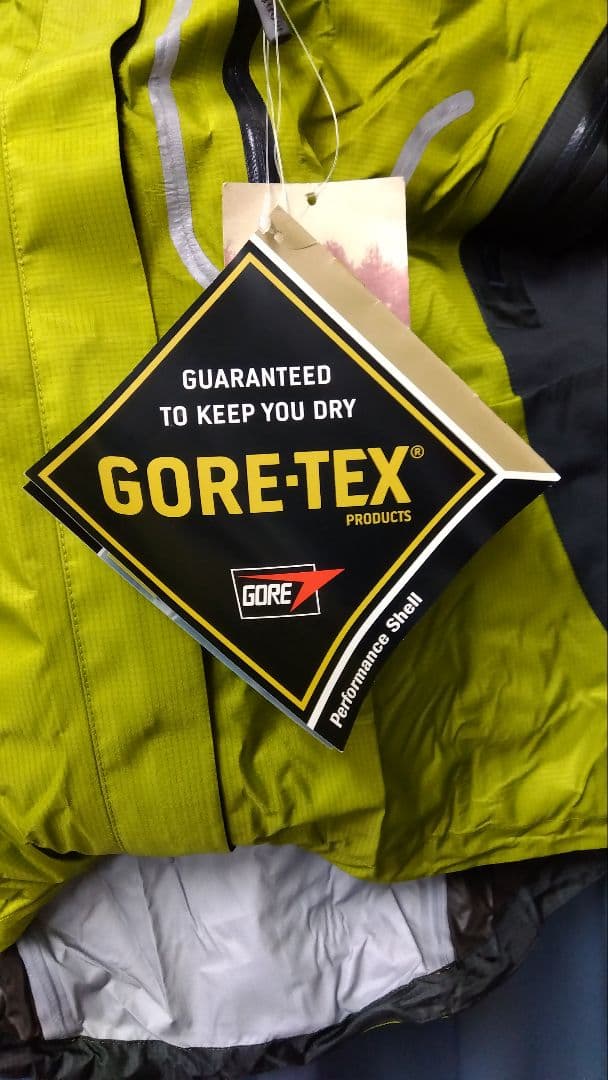 GUARANTEED
TO KEEP YOU DRY
GORE-TEX®
PRODUCTS
GORE
Performance Shell